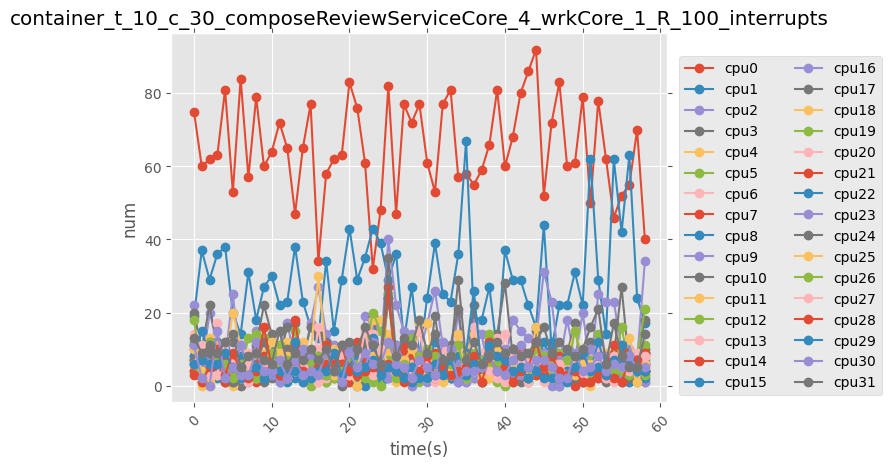 container_t_10_c_30_composeReviewServiceCore_4_wrkCore_1_R_100_interrupts
num
80
60
40
20
0
0
10
20
30
40
50
60
time(s)
cpu0
cpu1
cpu2
cpu3
cpu4
cpu5
cpu6
cpu7
cpu8
cpu9
cpu10
cpu11
cpu12
cpu13
cpu14
cpu15
cpu16
cpu17
cpu18
cpu19
cpu20
cpu21
cpu22
cpu23
cpu24
cpu25
cpu26
cpu27
cpu28
cpu29
cpu30
cpu31